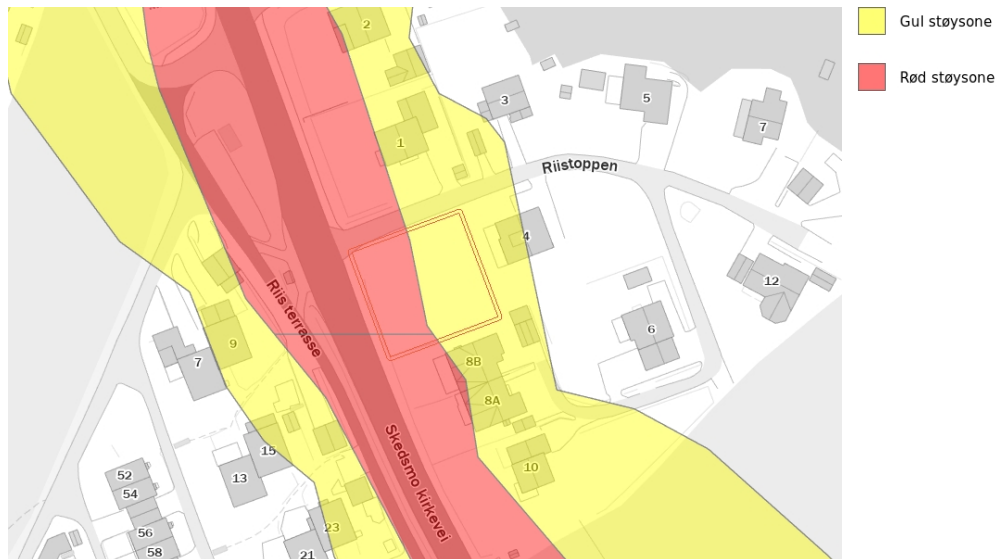 Gul støysone
Rød støysone
2
3
5
7
1
Riistoppen
4
12
6
Riis terrasse
9
7
8B
8A
Skedsmo kirkevei
15
13
10
52
54
56
58
23
21